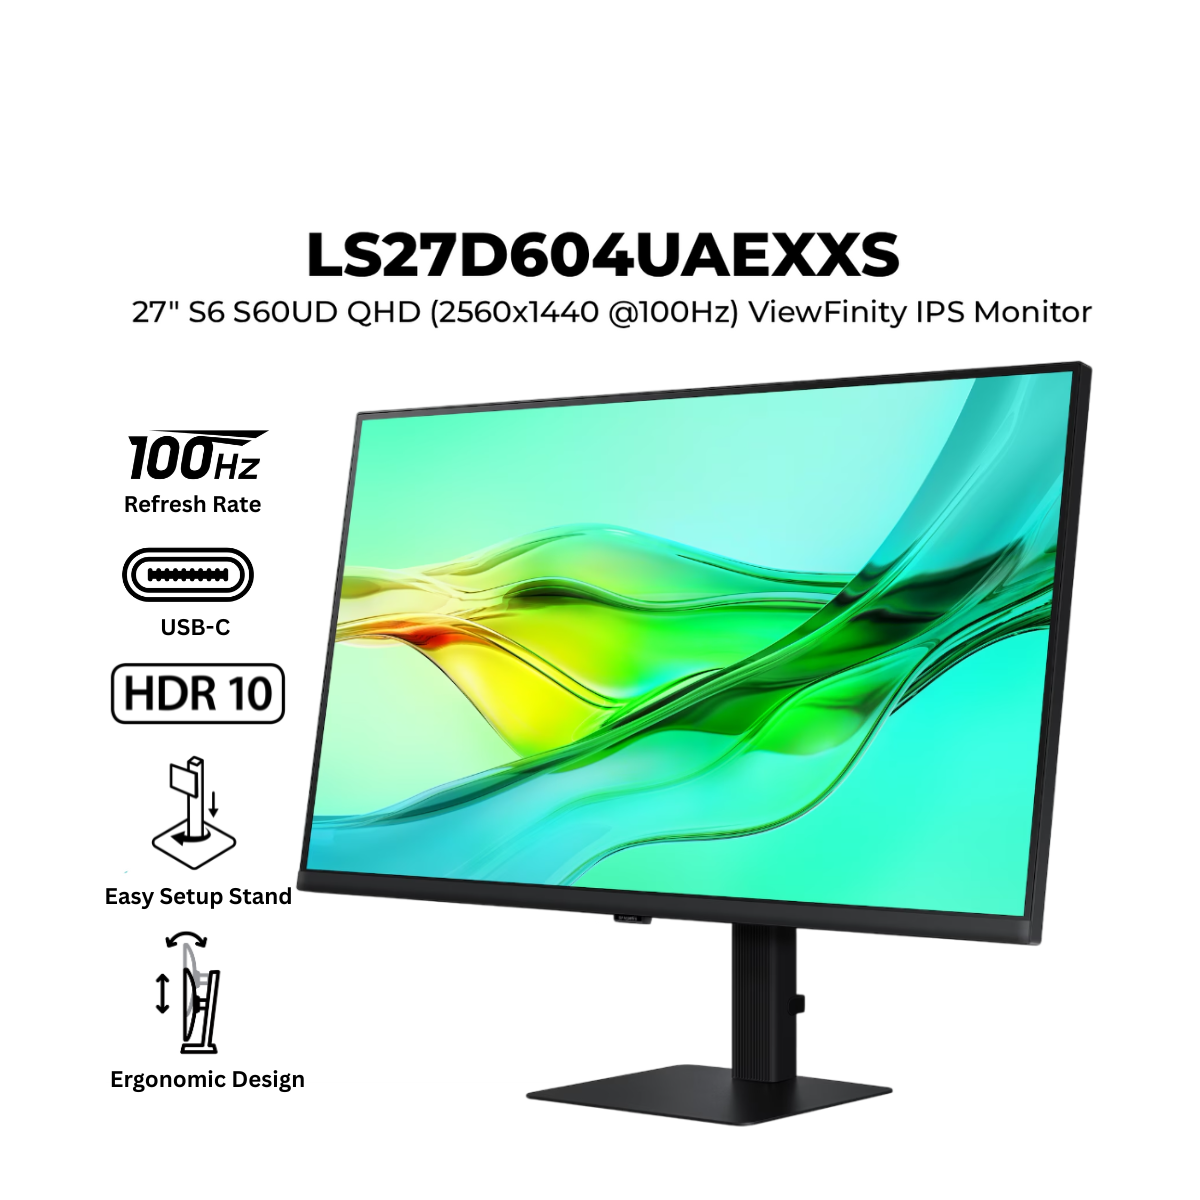 LS27D604UAEXXS
27" S6 S60UD QHD (2560x1440 @100Hz) ViewFinity IPS Monitor
100Hz
Refresh Rate
USB-C
HDR 10
Easy Setup Stand
Ergonomic Design